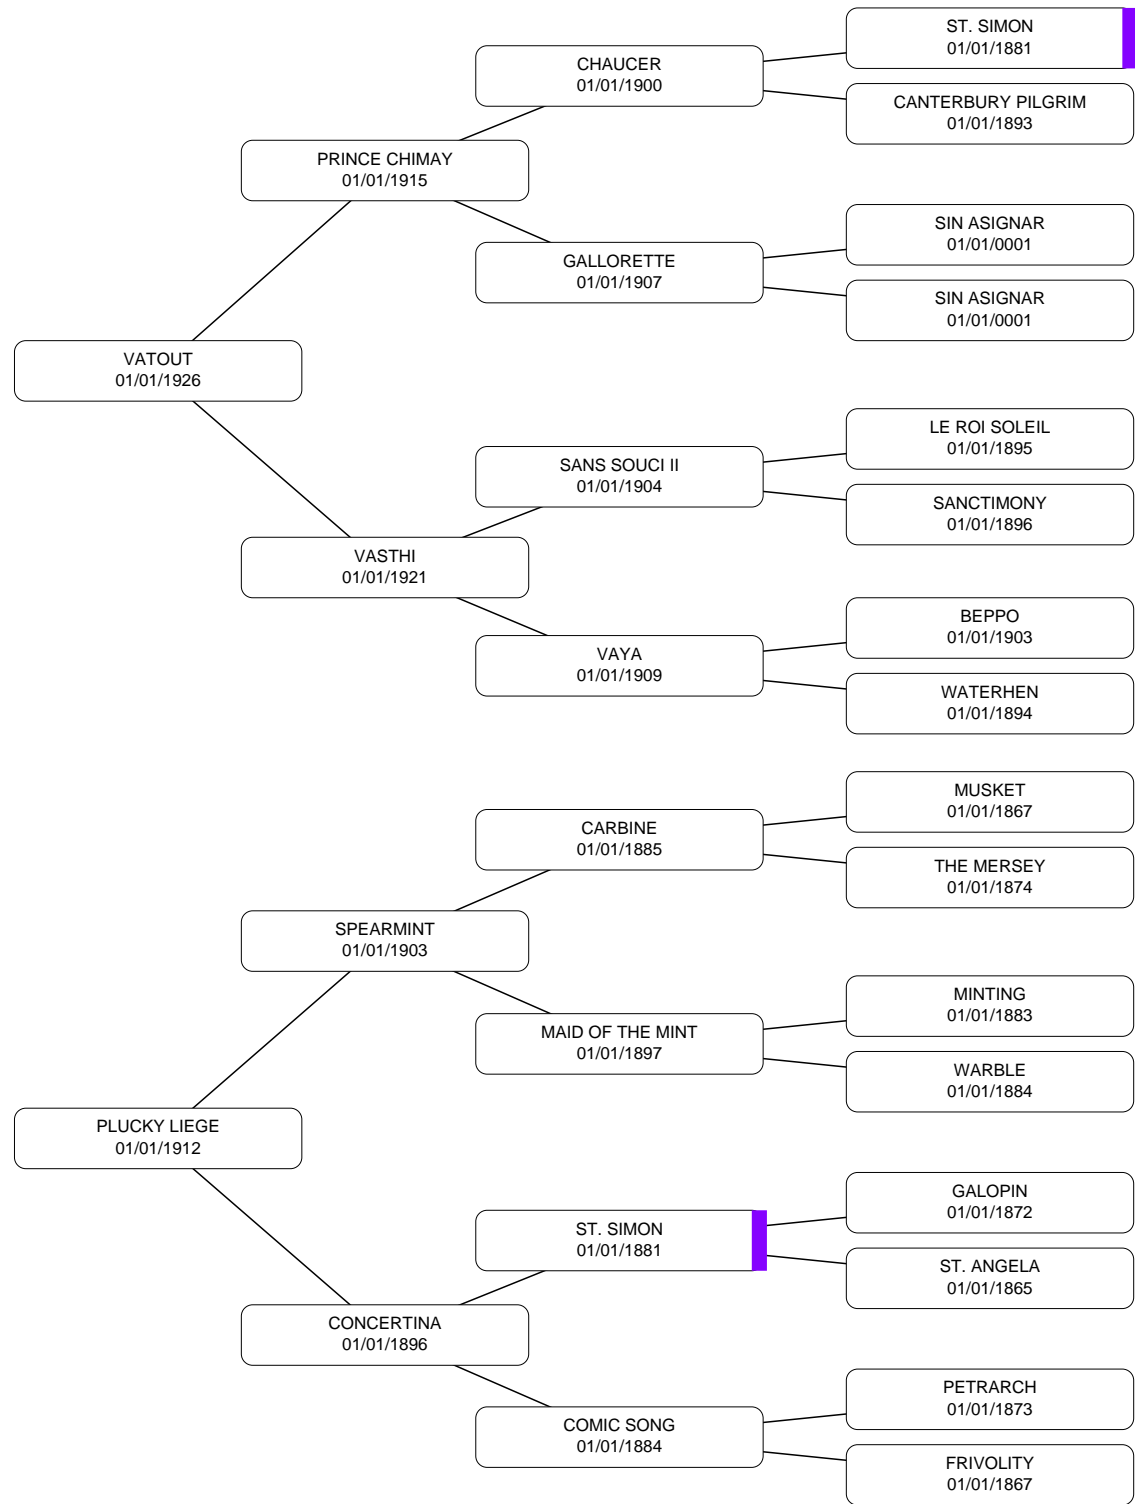 ST. SIMON
01/01/1881
CHAUCER
01/01/1900
CANTERBURY PILGRIM
01/01/1893
PRINCE CHIMAY
01/01/1915
SIN ASIGNAR
01/01/0001
GALLORETTE
01/01/1907
SIN ASIGNAR
01/01/0001
VATOUT
01/01/1926
LE ROI SOLEIL
01/01/1895
SANS SOUCI II
01/01/1904
SANCTIMONY
01/01/1896
VASTHI
01/01/1921
BEPPO
01/01/1903
VAYA
01/01/1909
WATERHEN
01/01/1894
MUSKET
01/01/1867
CARBINE
01/01/1885
THE MERSEY
01/01/1874
SPEARMINT
01/01/1903
MINTING
01/01/1883
MAID OF THE MINT
01/01/1897
WARBLE
01/01/1884
PLUCKY LIEGE
01/01/1912
GALOPIN
01/01/1872
ST. SIMON
01/01/1881
ST. ANGELA
01/01/1865
CONCERTINA
01/01/1896
PETRARCH
01/01/1873
COMIC SONG
01/01/1884
FRIVOLITY
01/01/1867